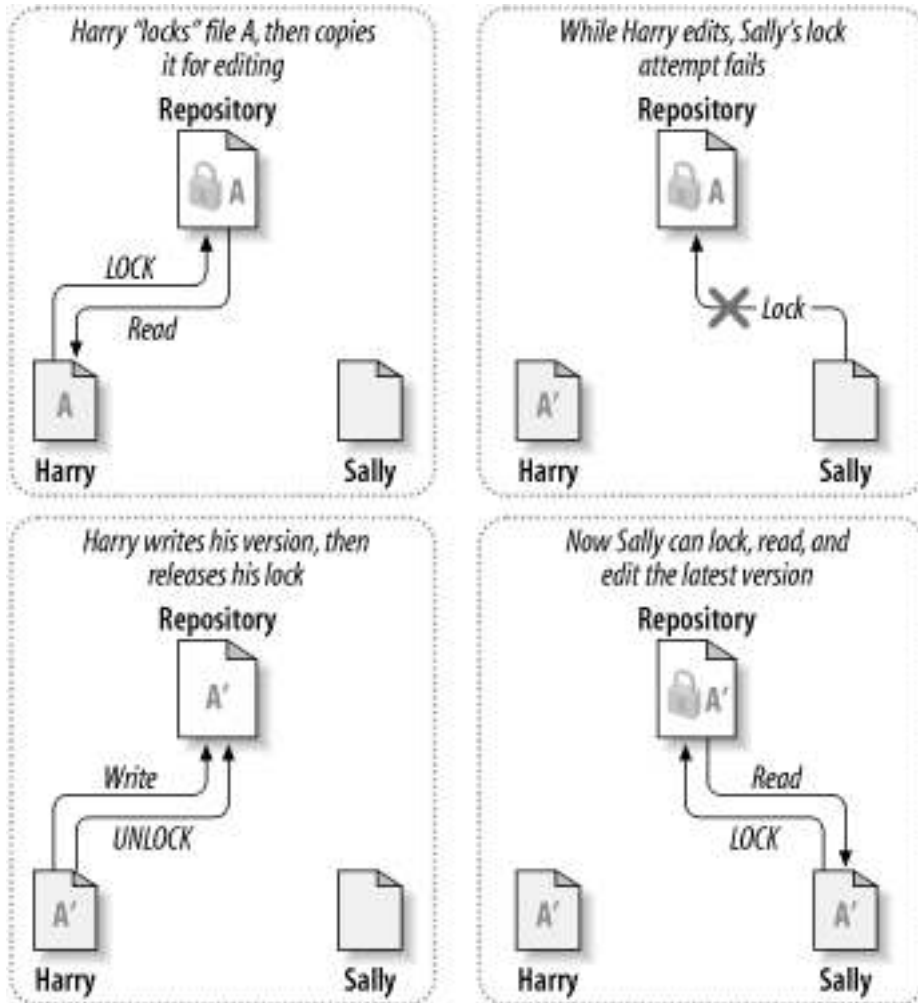 Harry “locks” file A, then copies
it for editing
Repository
A
LOCK
Read
A
Harry
Sally
While Harry edits, Sally’s lock
attempt fails
Repository
A
Lock
A′
Harry
Sally
Harry writes his version, then
releases his lock
Repository
A′
Write
UNLOCK
A′
Harry
Sally
Now Sally can lock, read, and
edit the latest version
Repository
A′
Read
LOCK
A′
A′
Harry
Sally